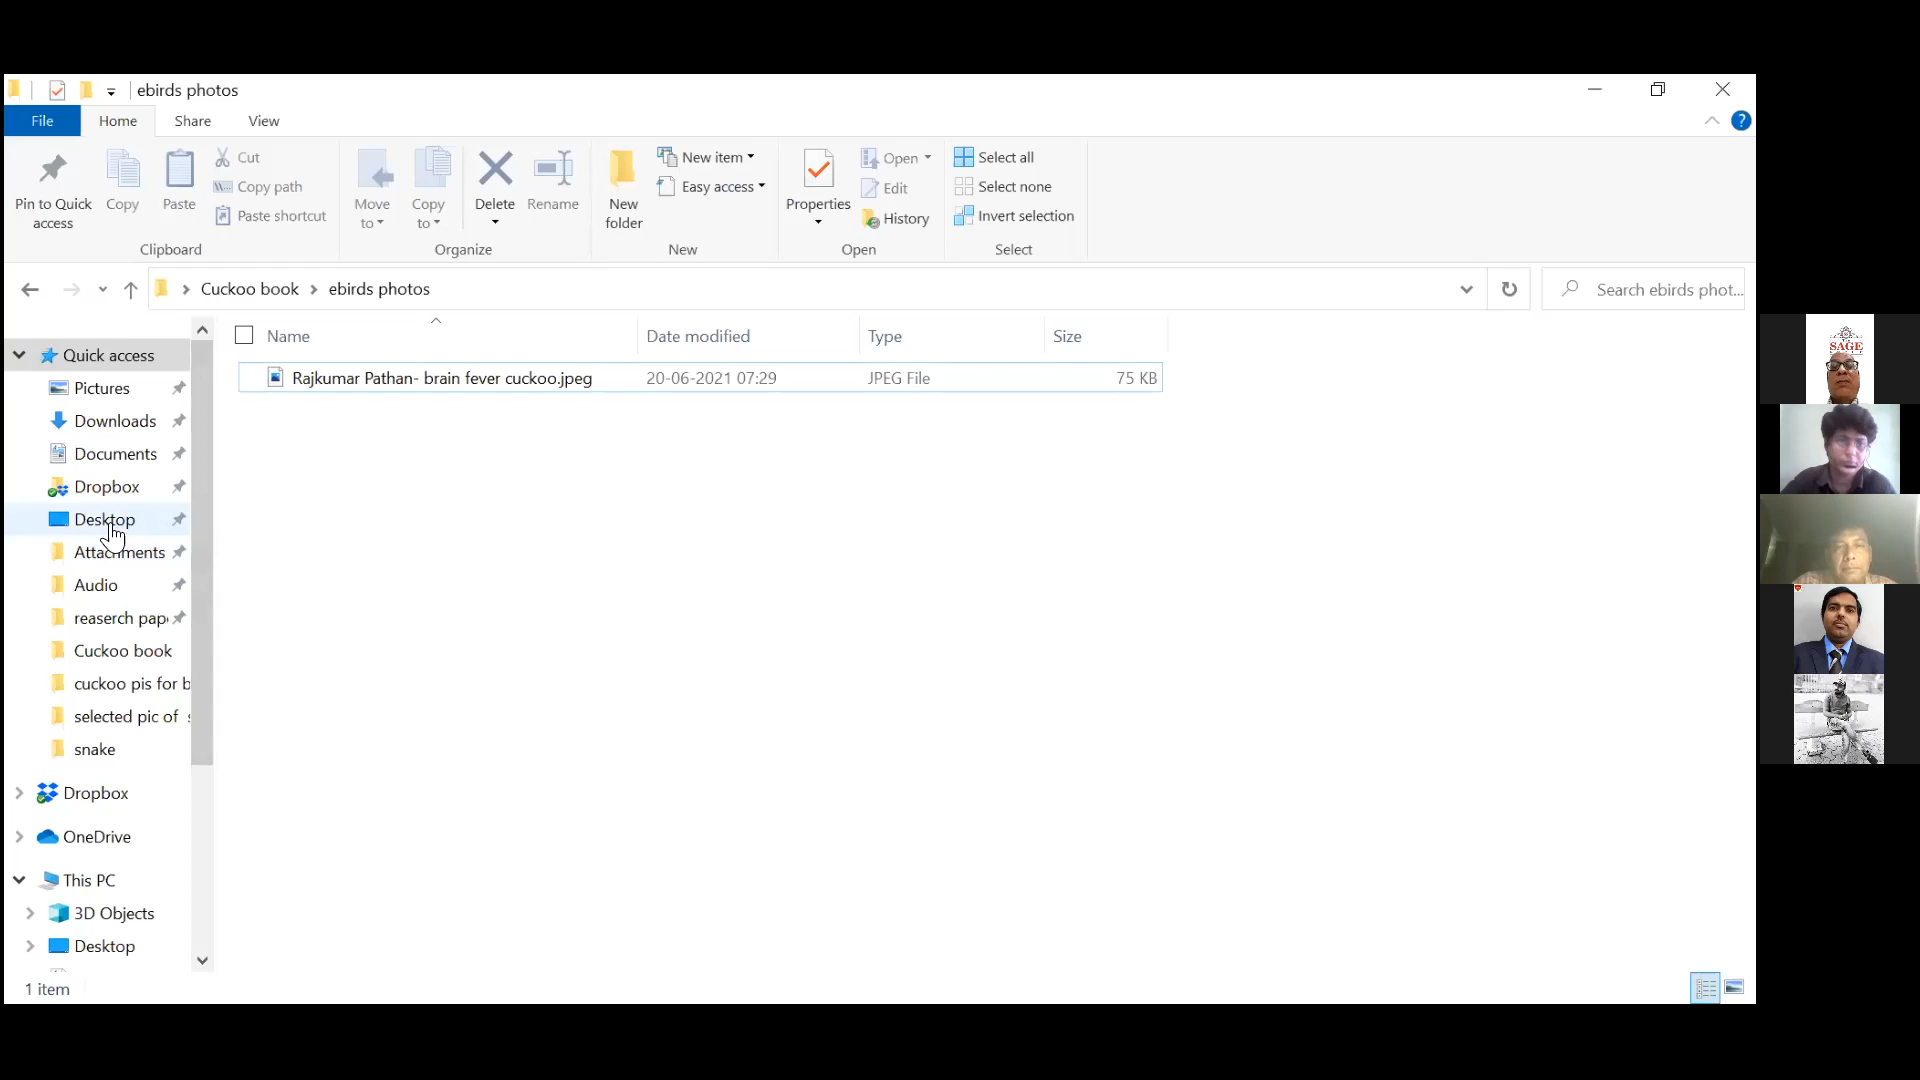 ebirds photos
File Home Share View
Pin to Quick access
Copy
Paste
Cut
Copy path
Paste shortcut
Clipboard
Move to
Copy to
Delete
Rename
Organize
New folder
New item
Easy access
New
Properties
Open
Edit
History
Open
Select all
Select none
Invert selection
Select
Cuckoo book > ebirds photos
Search ebirds phot...
Name Date modified Type Size
Rajkumar Pathan- brain fever cuckoo.jpeg 20-06-2021 07:29 JPEG File 75 KB
Quick access
Pictures
Downloads
Documents
Dropbox
Desktop
Attachments
Audio
reaserch pap
Cuckoo book
cuckoo pis for b
selected pic of s
snake
Dropbox
OneDrive
This PC
3D Objects
Desktop
1 item
SAGE